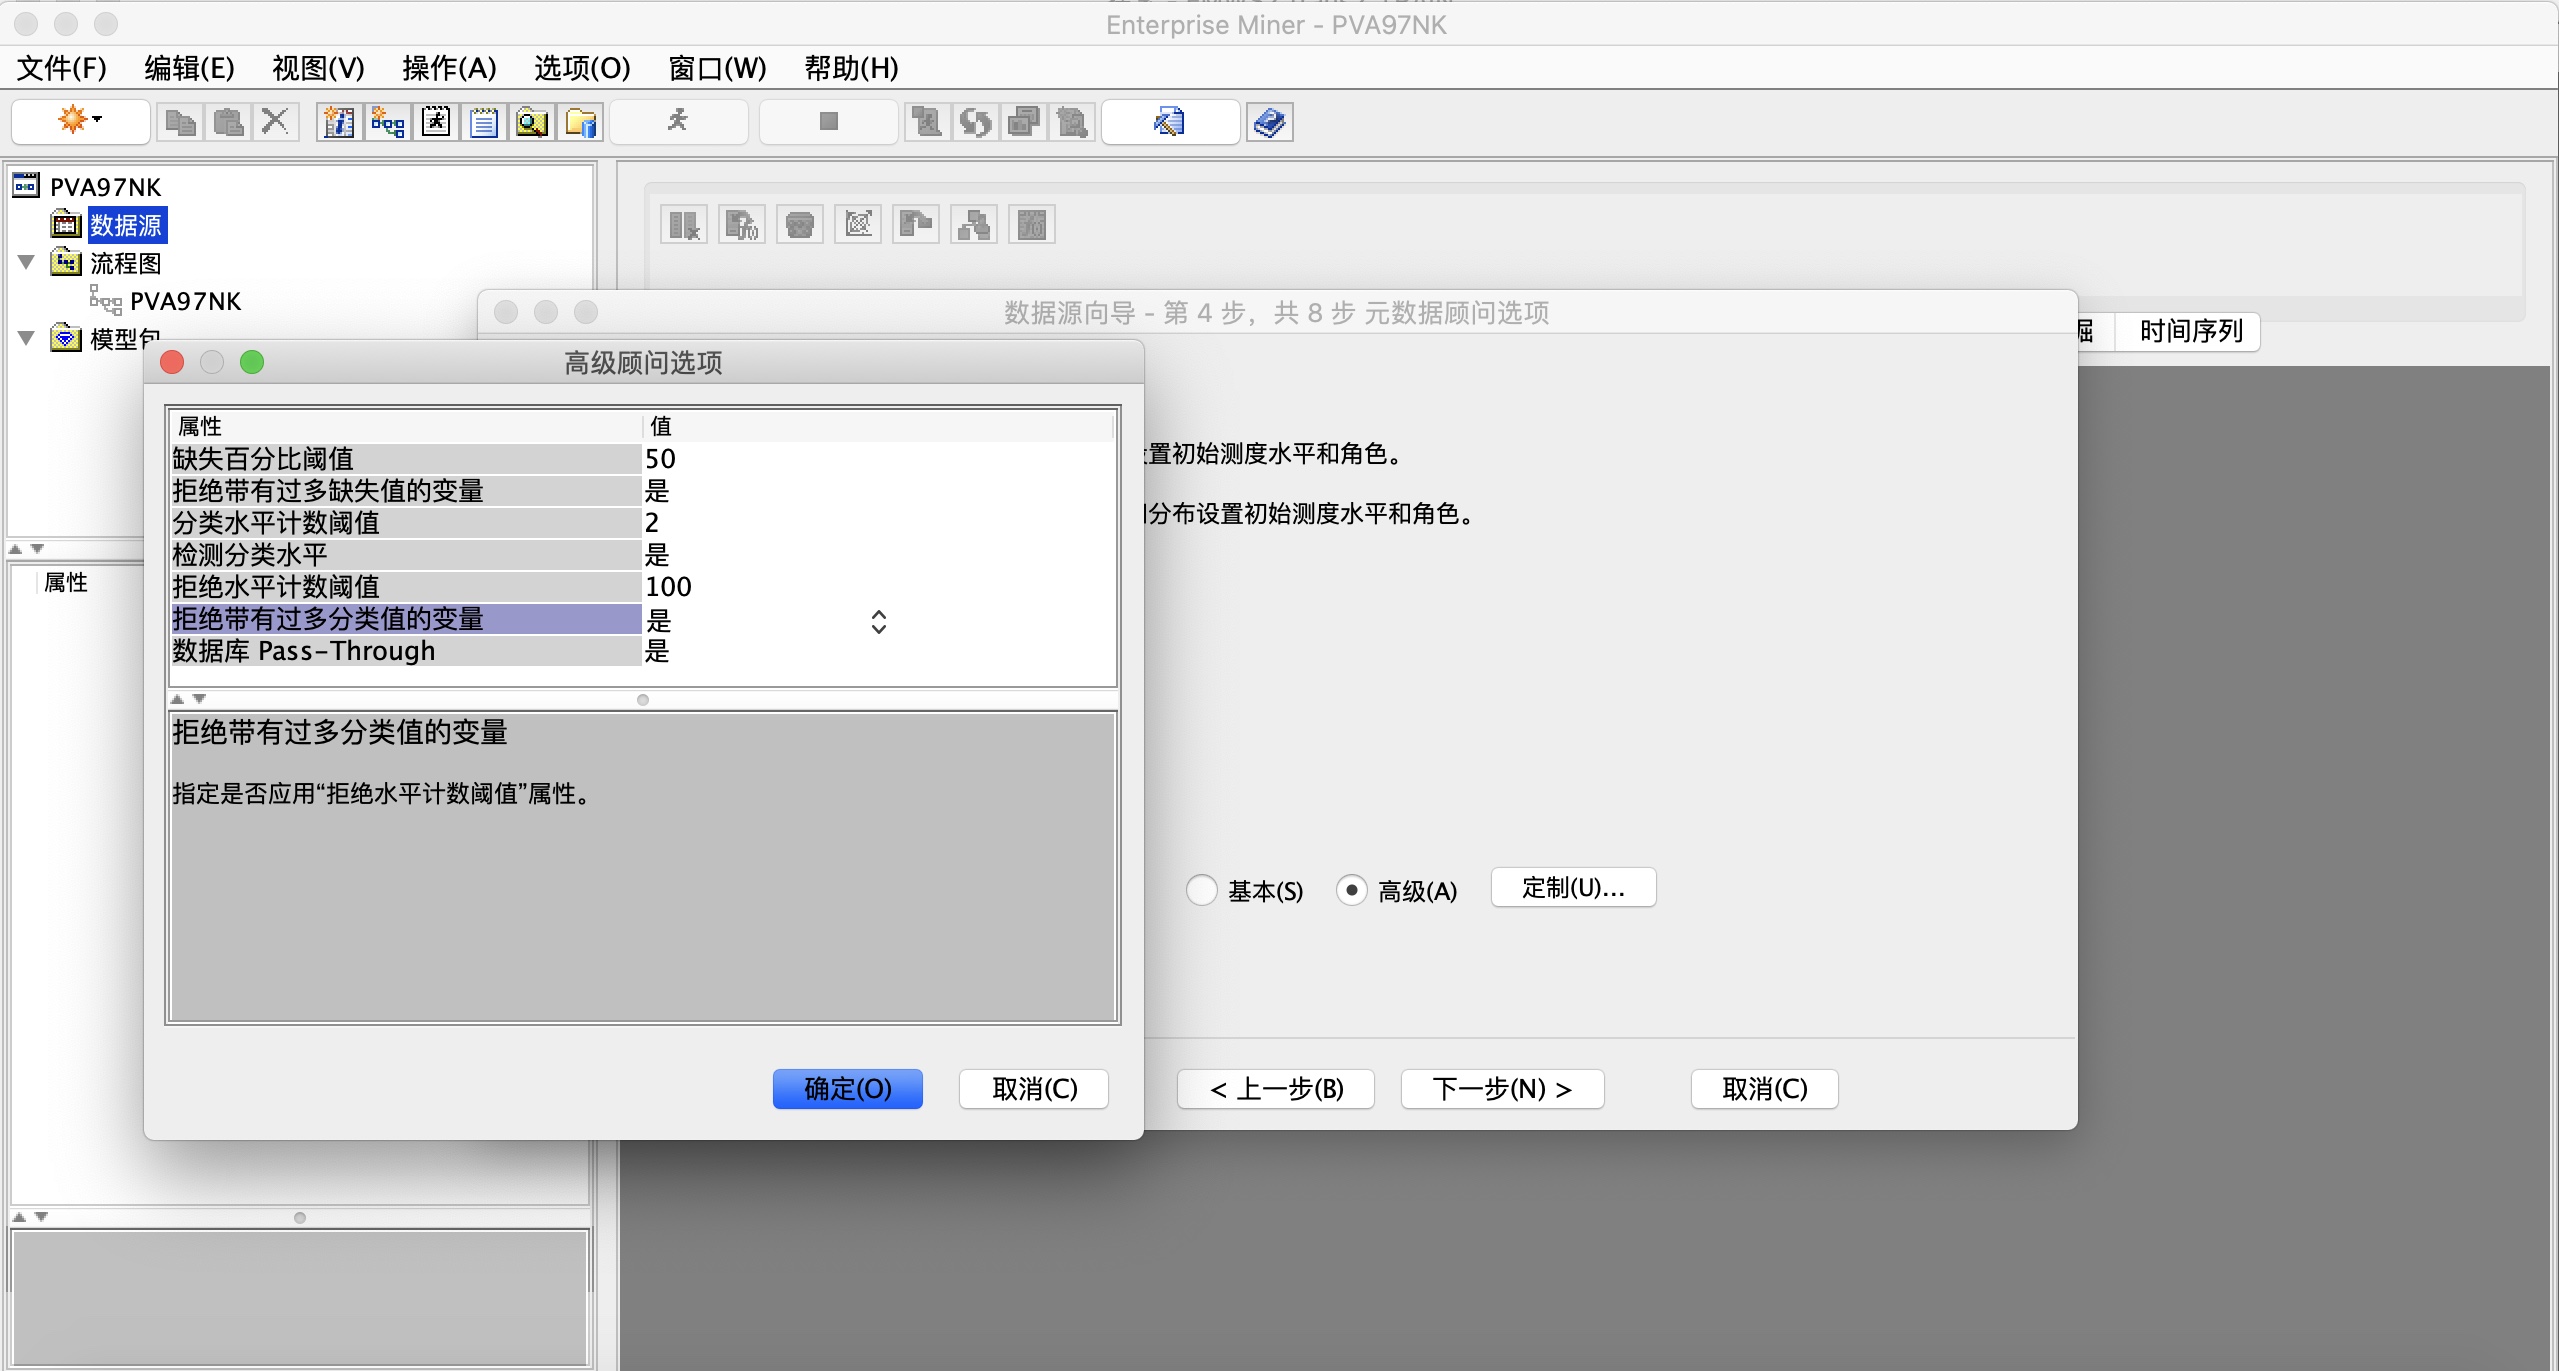 Enterprise Miner - PVA97NK
文件(F) 编辑(E) 视图(V) 操作(A) 选项(O) 窗口(W) 帮助(H)
PVA97NK
数据源
流程图
PVA97NK
模型包
时间序列
数据源向导 - 第 4 步，共 8 步 元数据顾问选项
高级顾问选项
属性 值
缺失百分比阈值 50
拒绝带有过多缺失值的变量 是
分类水平计数阈值 2
检测分类水平 是
拒绝水平计数阈值 100
拒绝带有过多分类值的变量 是
数据库 Pass-Through 是
拒绝带有过多分类值的变量
指定是否应用“拒绝水平计数阈值”属性。
确定(O) 取消(C)
置初始测度水平和角色。
分布设置初始测度水平和角色。
基本(S) 高级(A) 定制(U)...
< 上一步(B) 下一步(N) > 取消(C)
属性